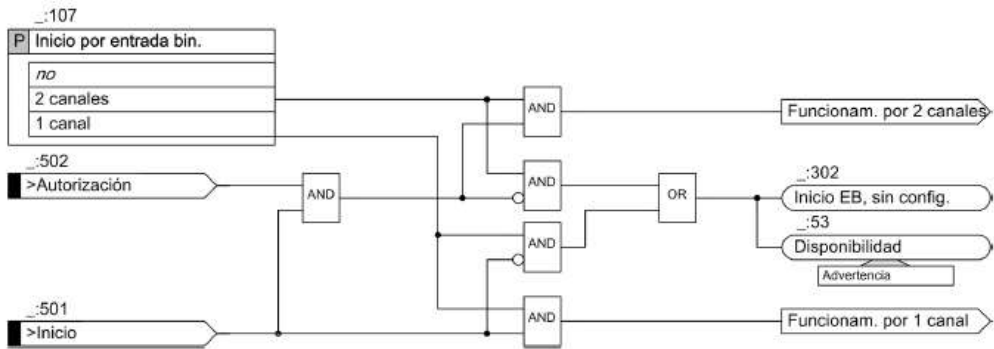 _:107
P Inicio por entrada bin.
no
2 canales
1 canal
AND
Funcionam. por 2 canales
_:502
>Autorización
AND
AND
OR
_:302
Inicio EB, sin config.
_:53
Disponibilidad
Advertencia
AND
_:501
>Inicio
AND
Funcionam. por 1 canal